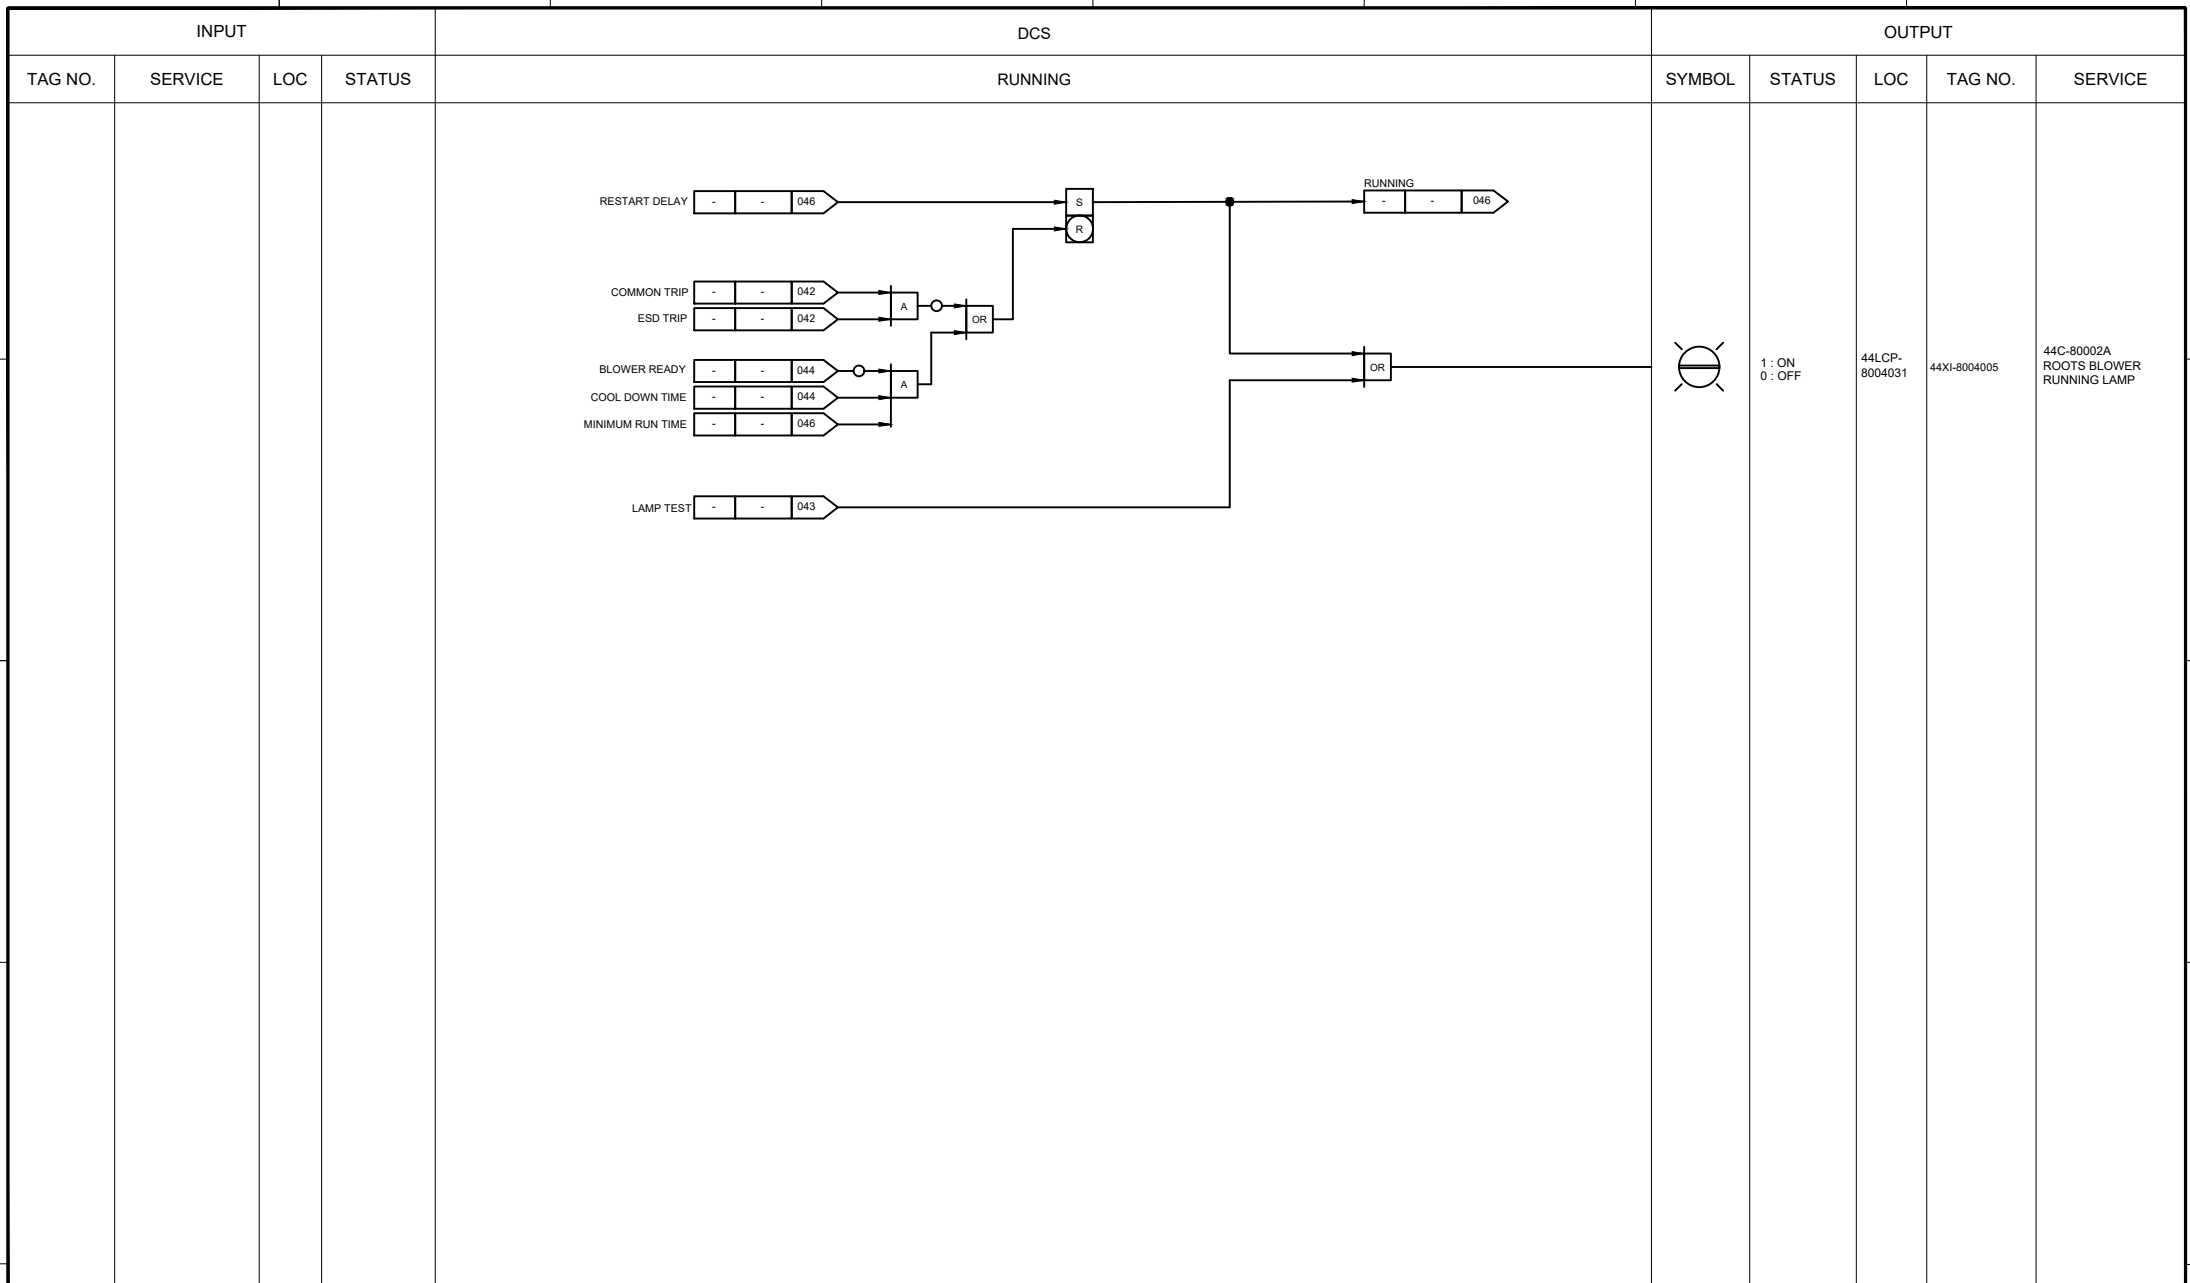 INPUT DCS OUTPUT
TAG NO. SERVICE LOC STATUS RUNNING SYMBOL STATUS LOC TAG NO. SERVICE
RUNNING
RESTART DELAY - - 046 S - - 046
R
COMMON TRIP - - 042
A
ESD TRIP - - 042 OR
BLOWER READY - - 044
A
COOL DOWN TIME - - 044
MINIMUM RUN TIME - - 046
OR
1 : ON
0 : OFF
44LCP-
8004031
44XI-8004005
44C-80002A
ROOTS BLOWER
RUNNING LAMP
LAMP TEST - - 043